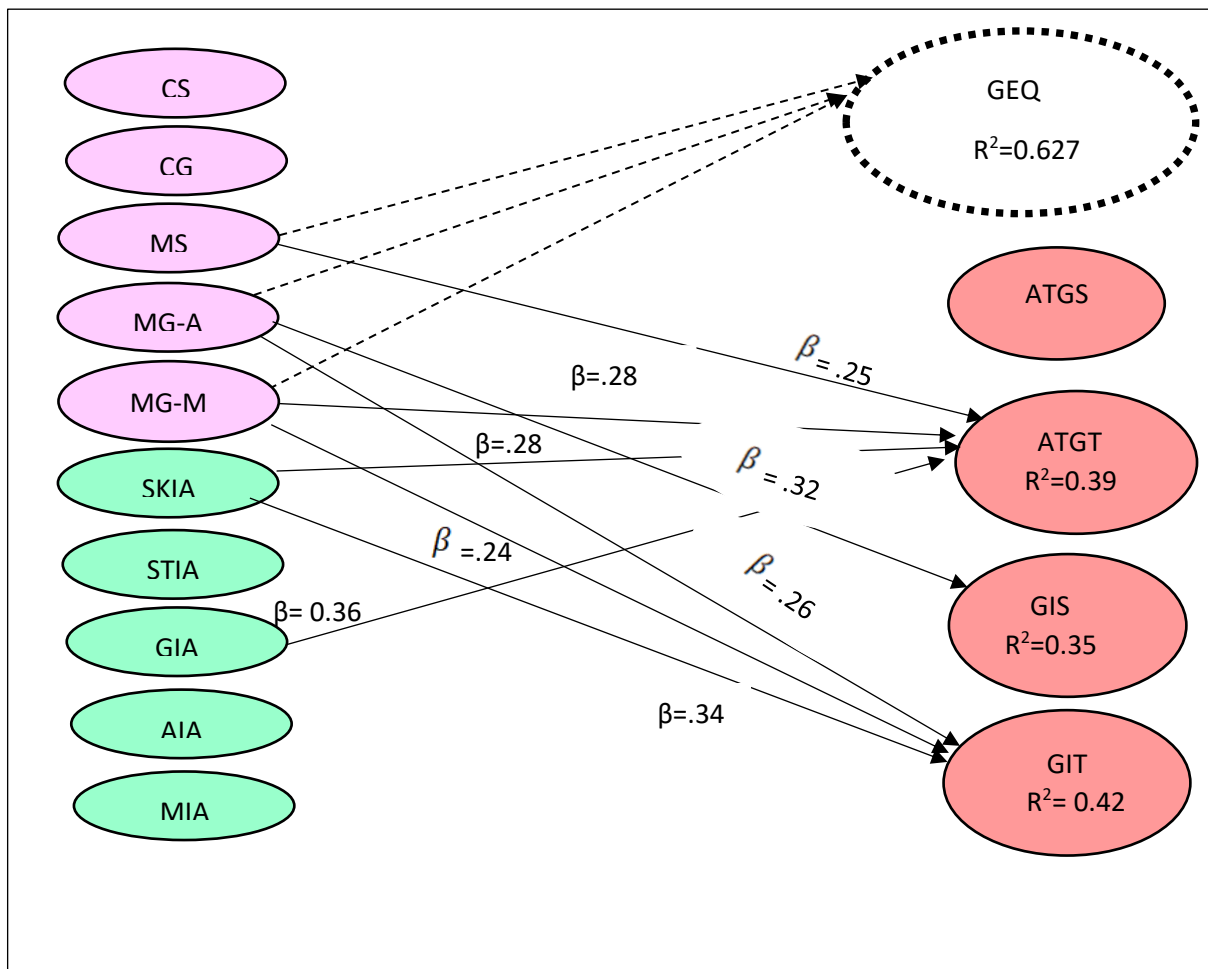 CS
CG
MS
MG-A
MG-M
SKIA
STIA
GIA
AIA
MIA
GEQ
R²=0.627
ATGS
ATGT
R²=0.39
GIS
R²=0.35
GIT
R²= 0.42
β= .25
β=.28
β=.28
β=.32
β=.24
β=.26
β= 0.36
β=.34